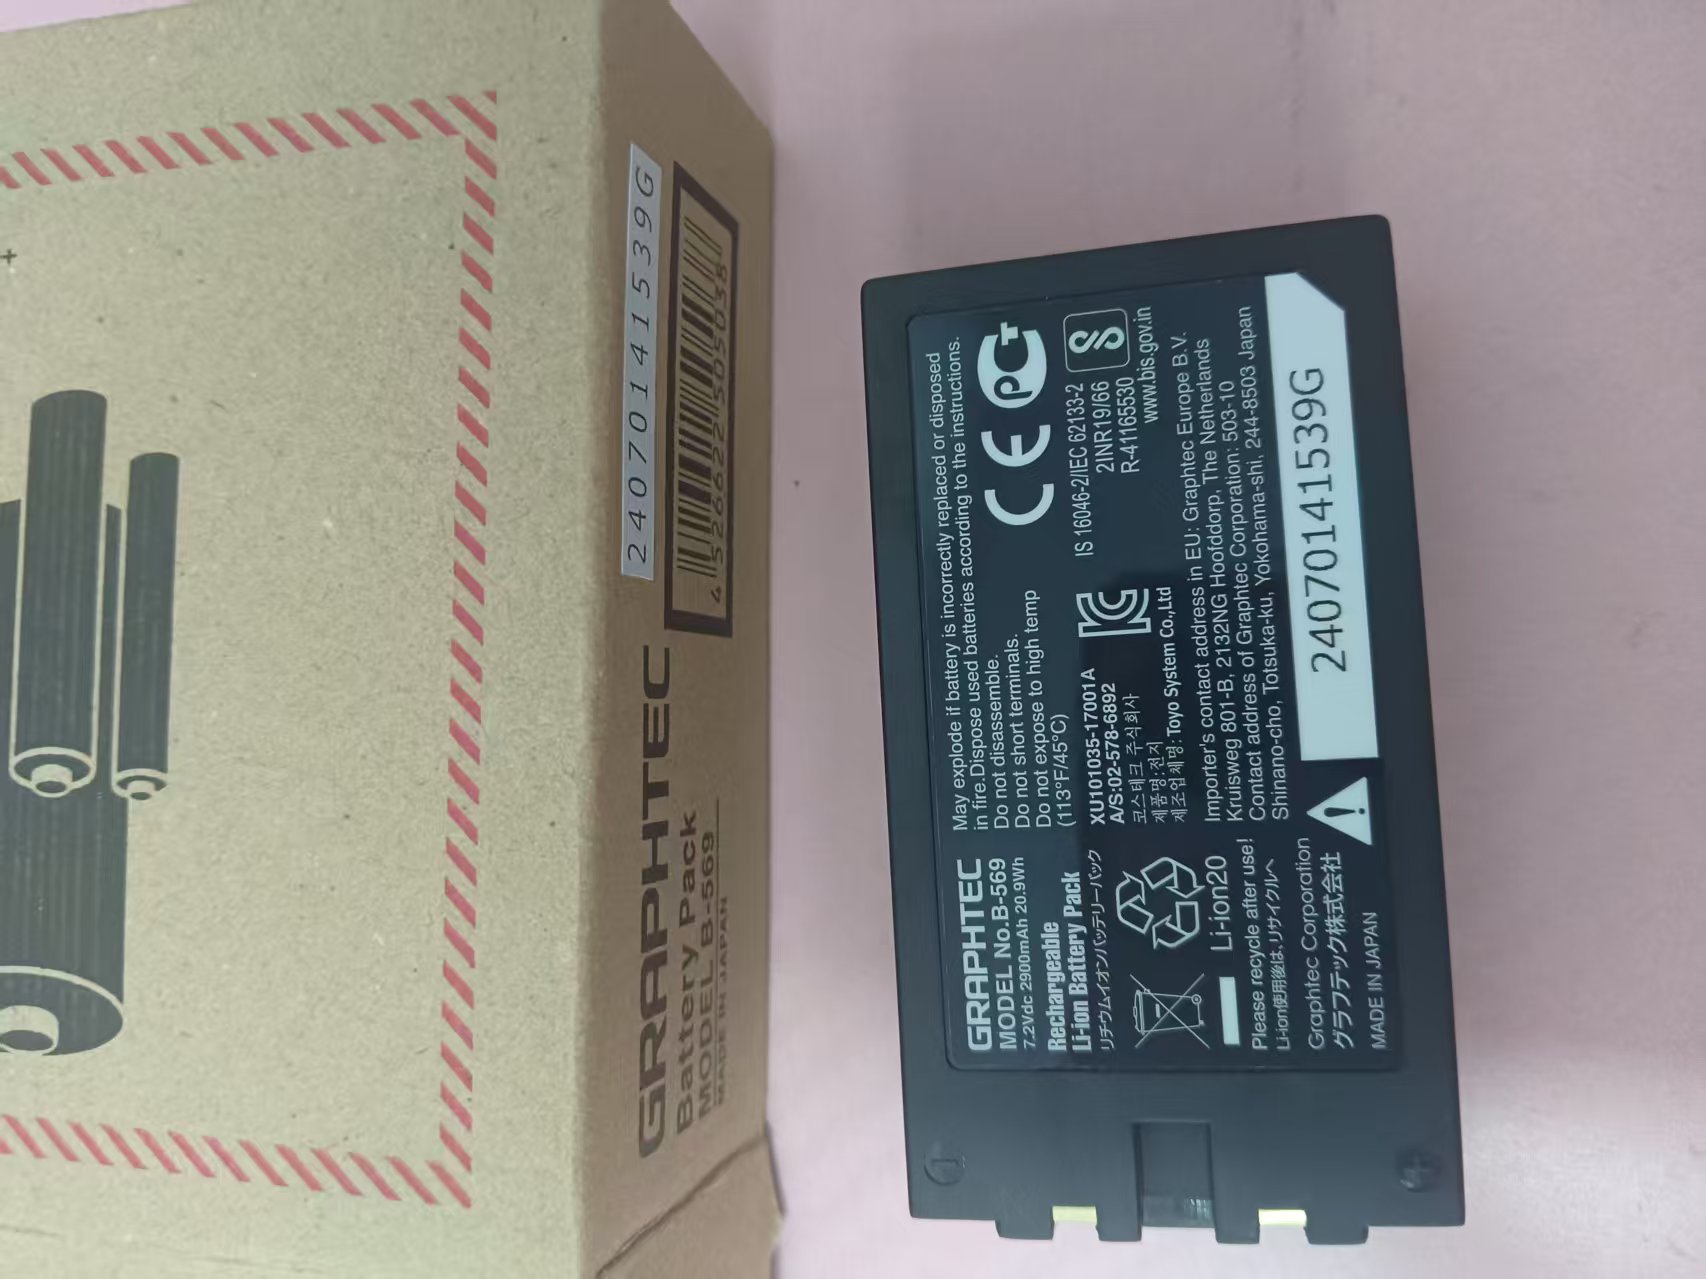 GRAPHTEC
Battery Pack
MODEL B-569
MADE IN JAPAN
240701 41539G
4 526622 505038
GRAPHTEC
MODEL No.B-569
7.2Vdc 2900mAh 20.9Wh
Rechargeable
Li-ion Battery Pack
リチウムイオンバッテリーパック
Li-ion20
Please recycle after use!
Li-ion使用後は、リサイクルへ
Graphtec Corporation
グラフテック株式会社
MADE IN JAPAN
May explode if battery is incorrectly replaced or disposed
in fire.Dispose used batteries according to the instructions.
Do not disassemble.
Do not short terminals.
Do not expose to high temp
(113°F/45°C)
CE
PC
XU101035-17001A
A/S:02-578-6892
코스테크 주식회사
제품명:전지
제조업체명:Toyo System Co.,Ltd
IS 16046-2/IEC 62133-2
2INR19/66
R-41165530
www.bis.gov.in
Importer's contact address in EU: Graphtec Europe B.V.
Kruisweg 801-B, 2132NG Hoofddorp, The Netherlands
Contact address of Graphtec Corporation: 503-10
Shinano-cho, Totsuka-ku, Yokohama-shi, 244-8503 Japan
24070141539G
+